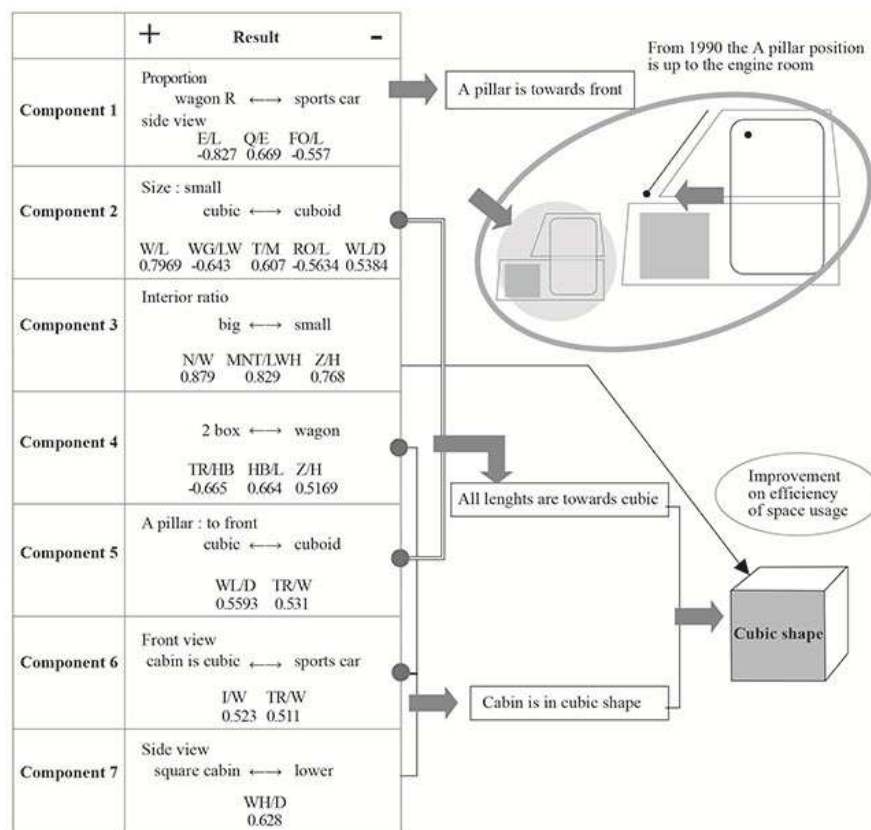 + Result -
Component 1
Proportion
wagon R ←→ sports car
side view
E/L Q/E FO/L
-0.827 0.669 -0.557
Component 2
Size : small
cubic ←→ cuboid
W/L WG/LW T/M RO/L WL/D
0.7969 -0.643 0.607 -0.5634 0.5384
Component 3
Interior ratio
big ←→ small
N/W MNT/LWH Z/H
0.879 0.829 0.768
Component 4
2 box ←→ wagon
TR/HB HB/L Z/H
-0.665 0.664 0.5169
Component 5
A pillar : to front
cubic ←→ cuboid
WL/D TR/W
0.5593 0.531
Component 6
Front view
cabin is cubic ←→ sports car
I/W TR/W
0.523 0.511
Component 7
Side view
square cabin ←→ lower
WH/D
0.628
A pillar is towards front
From 1990 the A pillar position
is up to the engine room
All lenghts are towards cubic
Cabin is in cubic shape
Improvement
on efficiency
of space usage
Cubic shape